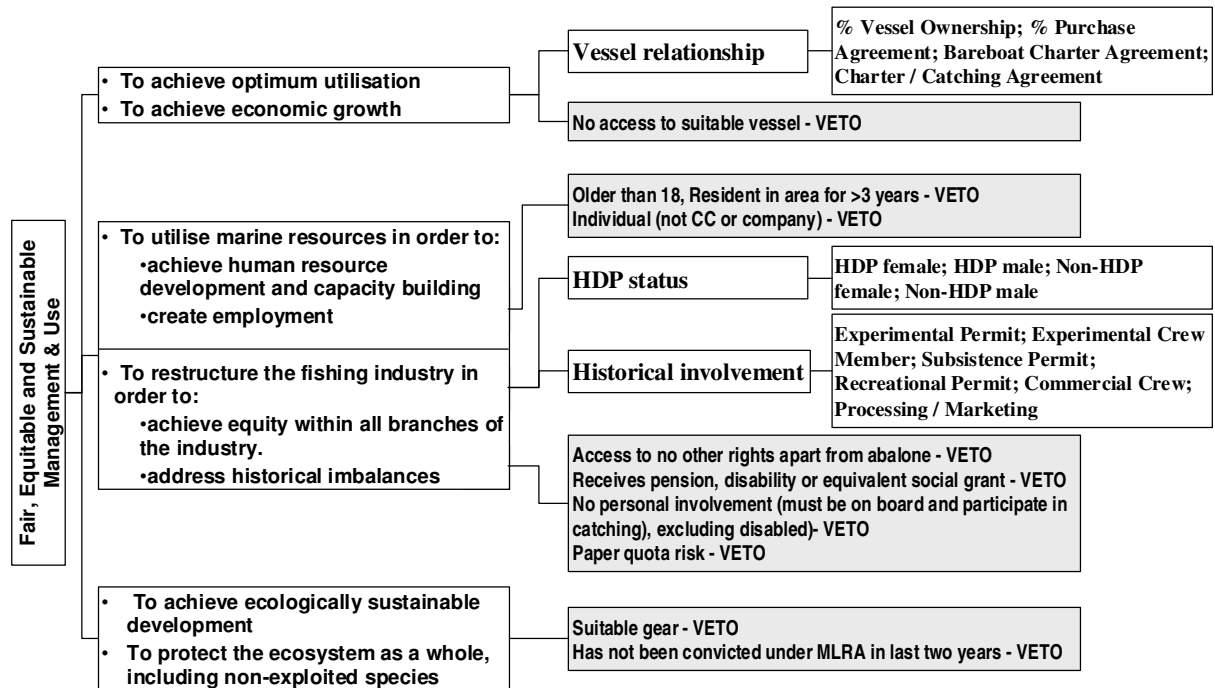 Fair, Equitable and Sustainable
Management & Use
• To achieve optimum utilisation
• To achieve economic growth
Vessel relationship
% Vessel Ownership; % Purchase
Agreement; Bareboat Charter Agreement;
Charter / Catching Agreement
No access to suitable vessel - VETO
• To utilise marine resources in order to:
•achieve human resource
development and capacity building
•create employment
Older than 18, Resident in area for >3 years - VETO
Individual (not CC or company) - VETO
• To restructure the fishing industry in
order to:
•achieve equity within all branches of
the industry.
•address historical imbalances
HDP status
HDP female; HDP male; Non-HDP
female; Non-HDP male
Historical involvement
Experimental Permit; Experimental Crew
Member; Subsistence Permit;
Recreational Permit; Commercial Crew;
Processing / Marketing
Access to no other rights apart from abalone - VETO
Receives pension, disability or equivalent social grant - VETO
No personal involvement (must be on board and participate in
catching), excluding disabled)- VETO
Paper quota risk - VETO
• To achieve ecologically sustainable
development
• To protect the ecosystem as a whole,
including non-exploited species
Suitable gear - VETO
Has not been convicted under MLRA in last two years - VETO